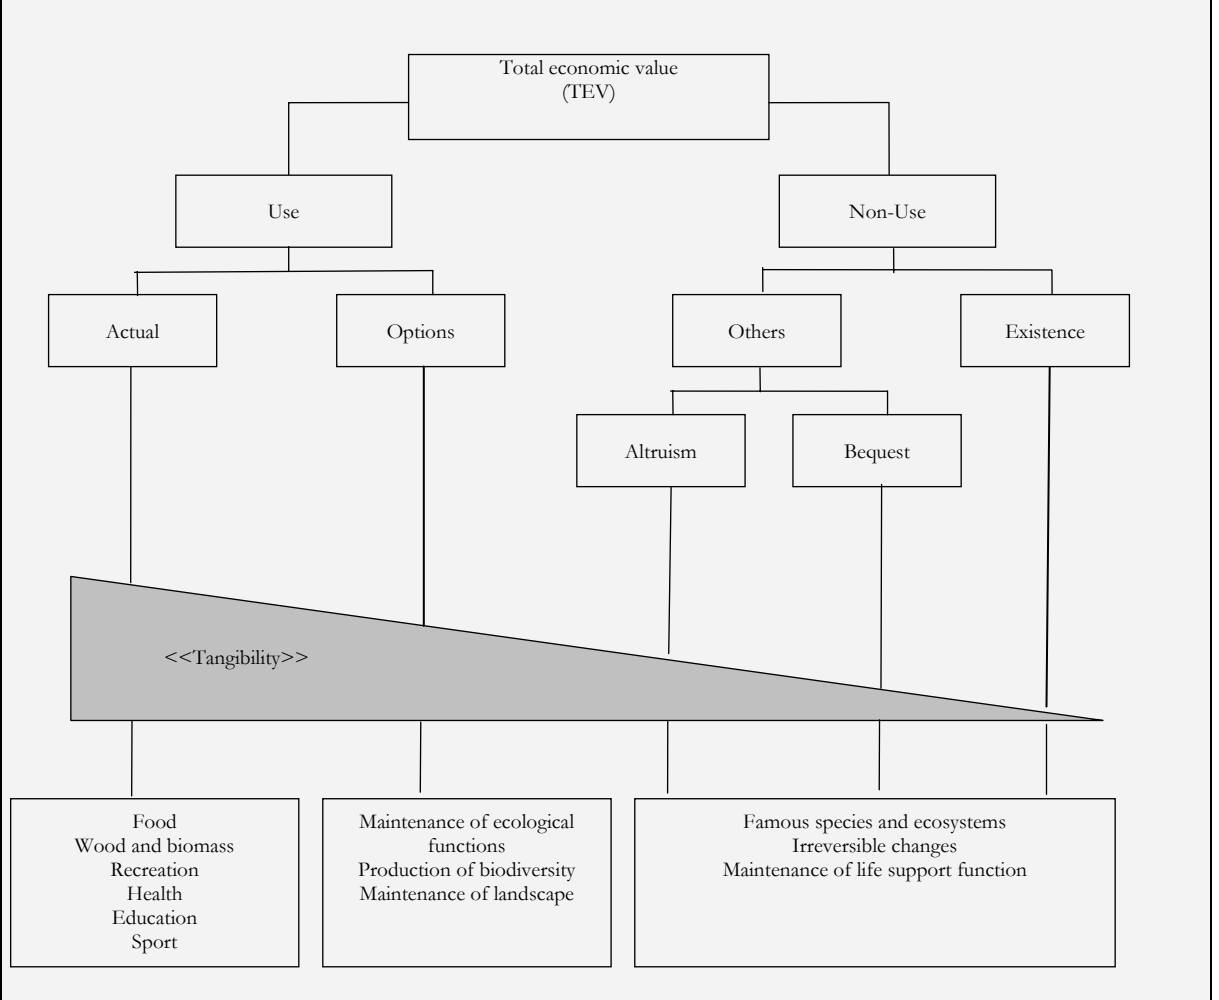 Total economic value
(TEV)
Use
Non-Use
Actual
Options
Others
Existence
Altruism
Bequest
<<Tangibility>>
Food
Wood and biomass
Recreation
Health
Education
Sport
Maintenance of ecological
functions
Production of biodiversity
Maintenance of landscape
Famous species and ecosystems
Irreversible changes
Maintenance of life support function